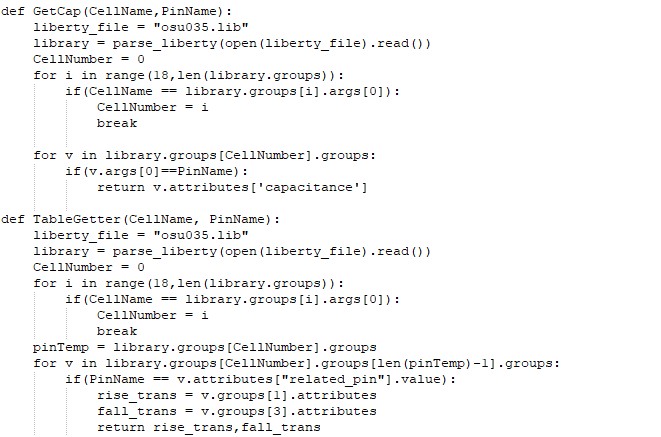 def GetCap(CellName,PinName):
    liberty_file = "osu035.lib"
    library = parse_liberty(open(liberty_file).read())
    CellNumber = 0
    for i in range(18,len(library.groups)):
        if(CellName == library.groups[i].args[0]):
            CellNumber = i
            break

    for v in library.groups[CellNumber].groups:
        if(v.args[0]==PinName):
            return v.attributes['capacitance']

def TableGetter(CellName, PinName):
    liberty_file = "osu035.lib"
    library = parse_liberty(open(liberty_file).read())
    CellNumber = 0
    for i in range(18,len(library.groups)):
        if(CellName == library.groups[i].args[0]):
            CellNumber = i
            break
    pinTemp = library.groups[CellNumber].groups
    for v in library.groups[CellNumber].groups[len(pinTemp)-1].groups:
        if(PinName == v.attributes["related_pin"].value):
            rise_trans = v.groups[1].attributes
            fall_trans = v.groups[3].attributes
            return rise_trans,fall_trans